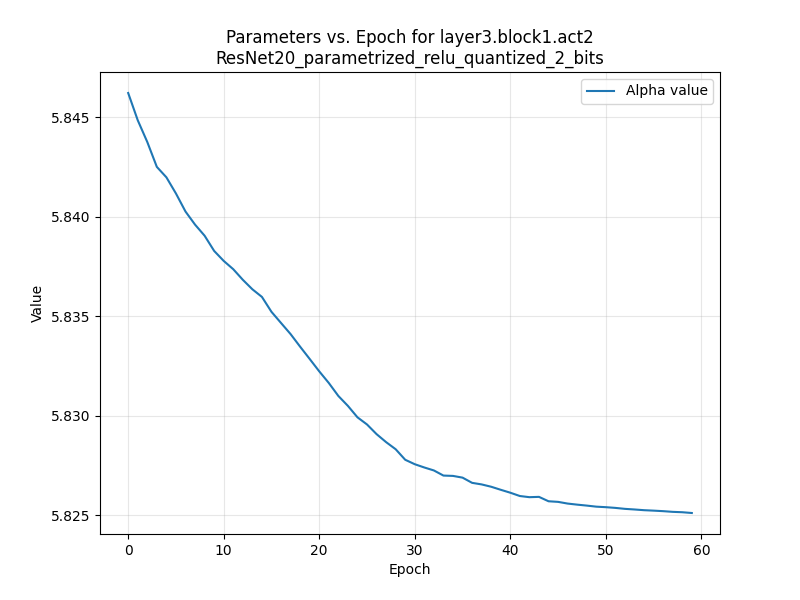 Parameters vs. Epoch for layer3.block1.act2
ResNet20_parametrized_relu_quantized_2_bits
Alpha value
5.845
5.840
5.835
5.830
5.825
Value
0 10 20 30 40 50 60
Epoch